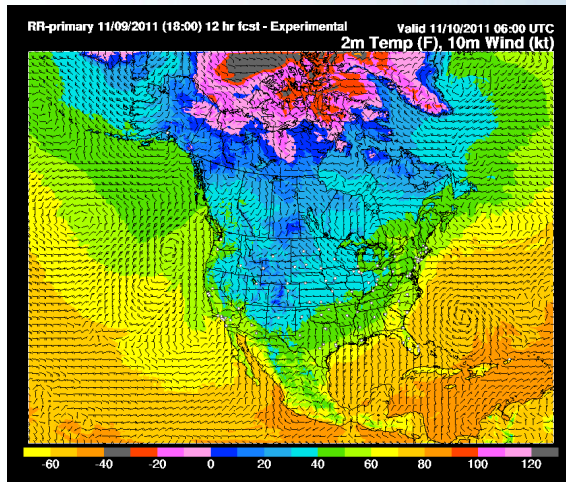 RR-primary 11/09/2011 (18:00) 12 hr fcst - Experimental
Valid 11/10/2011 06:00 UTC
2m Temp (F), 10m Wind (kt)
-60 -40 -20 0 20 40 60 80 100 120